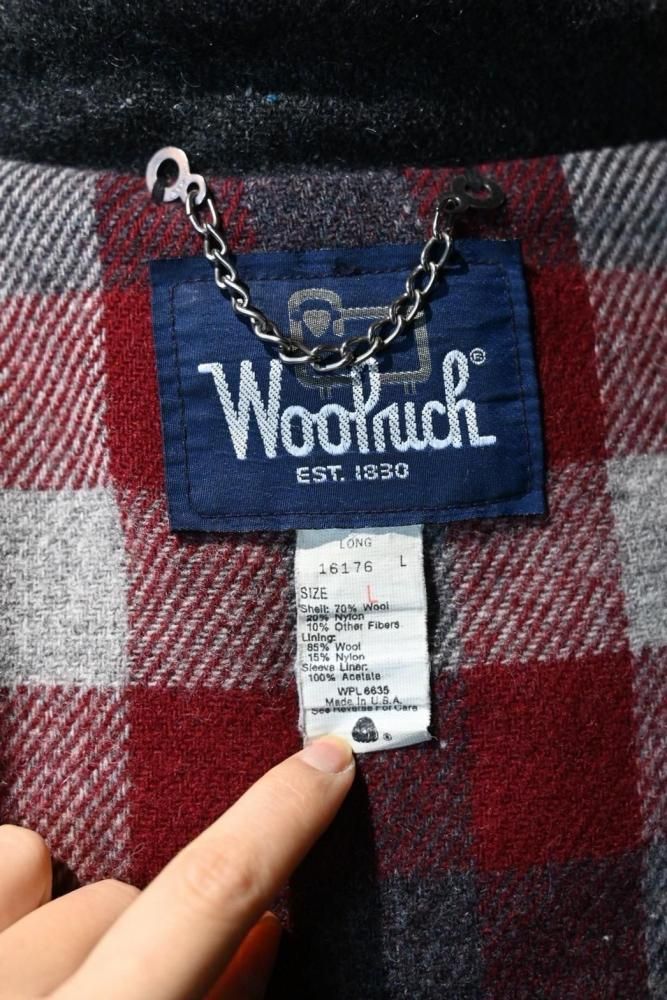 Woolrich®
EST. 1830
LONG
16176 L
SIZE L
Shell: 70% Wool
20% Nylon
10% Other Fibers
Lining:
85% Wool
15% Nylon
Sleeve Liner:
100% Acetate
WPL 6635
Made In U.S.A.
See Reverse For Care
®